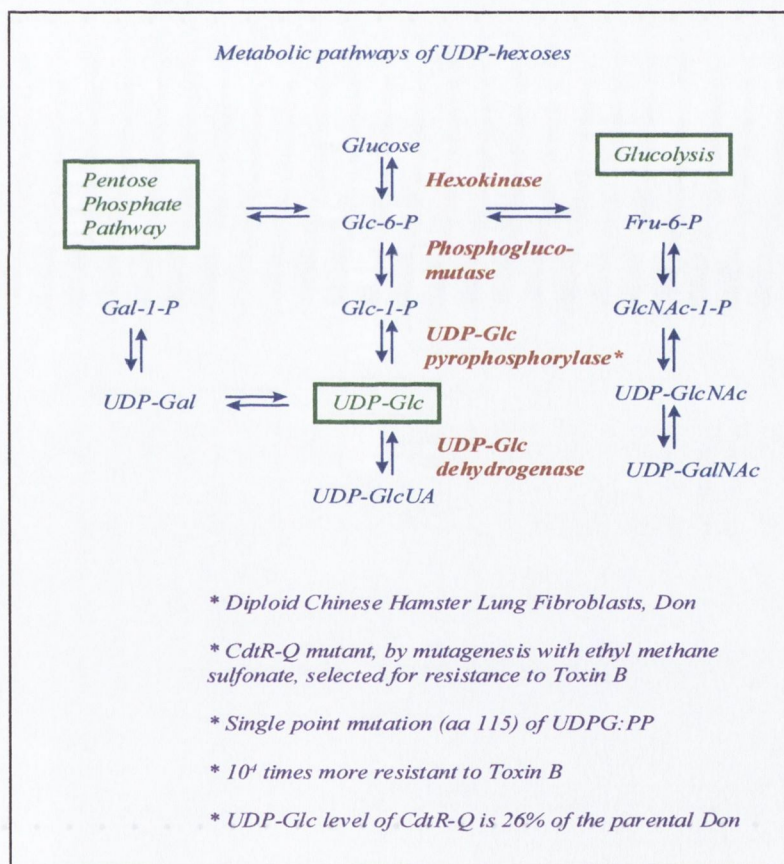 Metabolic pathways of UDP-hexoses
Glucose
Glucolysis
Pentose
Phosphate
Pathway
Hexokinase
Glc-6-P
Fru-6-P
Phosphogluco-
mutase
Gal-1-P
Glc-1-P
GlcNAc-1-P
UDP-Glc
pyrophosphorylase*
UDP-Gal
UDP-Glc
UDP-GlcNAc
UDP-Glc
dehydrogenase
UDP-GalNAc
UDP-GlcUA
* Diploid Chinese Hamster Lung Fibroblasts, Don
* CdtR-Q mutant, by mutagenesis with ethyl methane
sulfonate, selected for resistance to Toxin B
* Single point mutation (aa 115) of UDPG:PP
* 10⁴ times more resistant to Toxin B
* UDP-Glc level of CdtR-Q is 26% of the parental Don